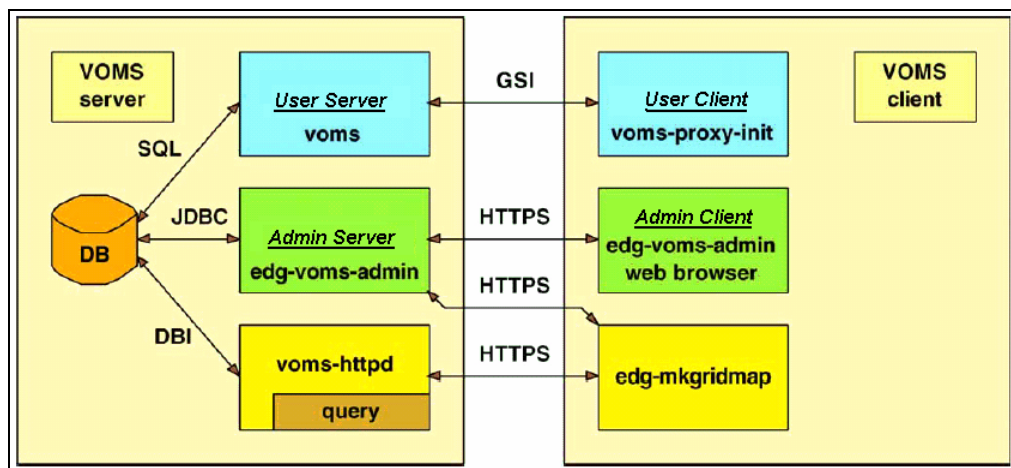 VOMS
server
User Server
voms
GSI
User Client
voms-proxy-init
VOMS
client
SQL
DB
JDBC
Admin Server
edg-voms-admin
HTTPS
Admin Client
edg-voms-admin
web browser
HTTPS
DBI
voms-httpd
query
HTTPS
edg-mkgridmap